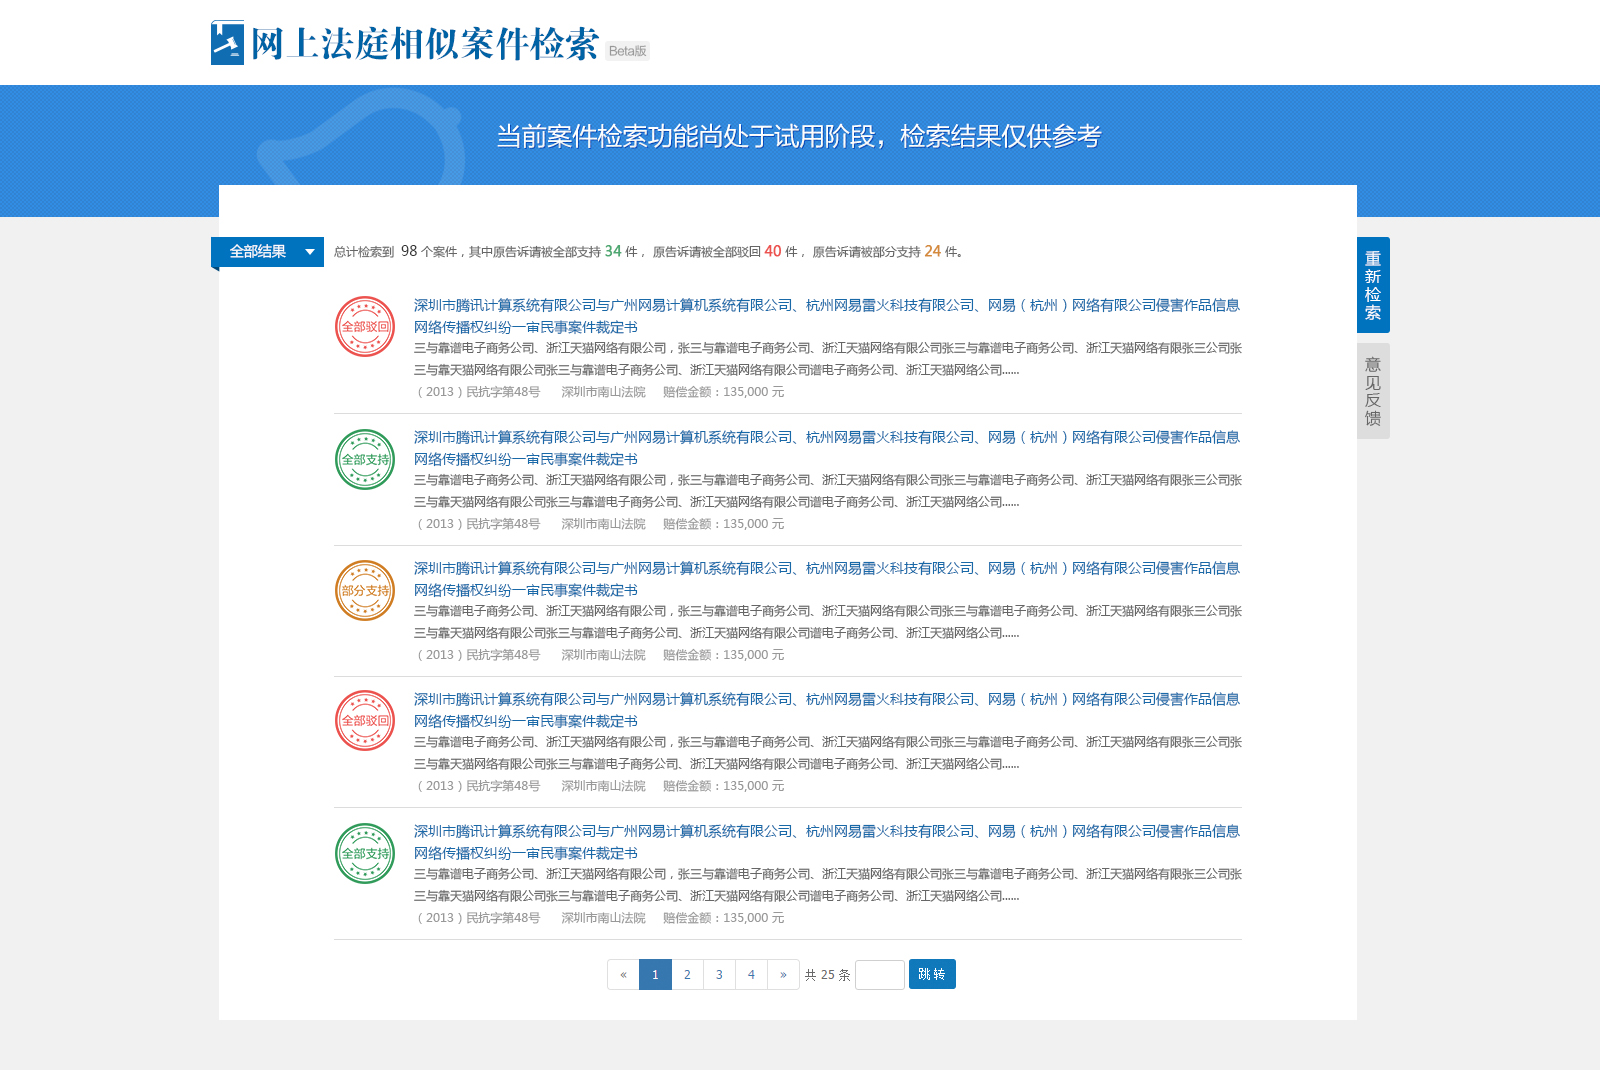 网上法庭相似案件检索 Beta版
当前案件检索功能尚处于试用阶段，检索结果仅供参考
全部结果
总计检索到 98 个案件，其中原告诉请被全部支持 34 件， 原告诉请被全部驳回 40 件， 原告诉请被部分支持 24 件。
重新检索
意见反馈
全部驳回
深圳市腾讯计算系统有限公司与广州网易计算机系统有限公司、杭州网易雷火科技有限公司、网易（杭州）网络有限公司侵害作品信息
网络传播权纠纷一审民事案件裁定书
三与靠谱电子商务公司、浙江天猫网络有限公司，张三与靠谱电子商务公司、浙江天猫网络有限公司张三与靠谱电子商务公司、浙江天猫网络有限张三公司张
三与靠天猫网络有限公司张三与靠谱电子商务公司、浙江天猫网络有限公司谱电子商务公司、浙江天猫网络公司......
（2013）民抗字第48号 深圳市南山法院 赔偿金额：135,000 元
全部支持
深圳市腾讯计算系统有限公司与广州网易计算机系统有限公司、杭州网易雷火科技有限公司、网易（杭州）网络有限公司侵害作品信息
网络传播权纠纷一审民事案件裁定书
三与靠谱电子商务公司、浙江天猫网络有限公司，张三与靠谱电子商务公司、浙江天猫网络有限公司张三与靠谱电子商务公司、浙江天猫网络有限张三公司张
三与靠天猫网络有限公司张三与靠谱电子商务公司、浙江天猫网络有限公司谱电子商务公司、浙江天猫网络公司......
（2013）民抗字第48号 深圳市南山法院 赔偿金额：135,000 元
部分支持
深圳市腾讯计算系统有限公司与广州网易计算机系统有限公司、杭州网易雷火科技有限公司、网易（杭州）网络有限公司侵害作品信息
网络传播权纠纷一审民事案件裁定书
三与靠谱电子商务公司、浙江天猫网络有限公司，张三与靠谱电子商务公司、浙江天猫网络有限公司张三与靠谱电子商务公司、浙江天猫网络有限张三公司张
三与靠天猫网络有限公司张三与靠谱电子商务公司、浙江天猫网络有限公司谱电子商务公司、浙江天猫网络公司......
（2013）民抗字第48号 深圳市南山法院 赔偿金额：135,000 元
全部驳回
深圳市腾讯计算系统有限公司与广州网易计算机系统有限公司、杭州网易雷火科技有限公司、网易（杭州）网络有限公司侵害作品信息
网络传播权纠纷一审民事案件裁定书
三与靠谱电子商务公司、浙江天猫网络有限公司，张三与靠谱电子商务公司、浙江天猫网络有限公司张三与靠谱电子商务公司、浙江天猫网络有限张三公司张
三与靠天猫网络有限公司张三与靠谱电子商务公司、浙江天猫网络有限公司谱电子商务公司、浙江天猫网络公司......
（2013）民抗字第48号 深圳市南山法院 赔偿金额：135,000 元
全部支持
深圳市腾讯计算系统有限公司与广州网易计算机系统有限公司、杭州网易雷火科技有限公司、网易（杭州）网络有限公司侵害作品信息
网络传播权纠纷一审民事案件裁定书
三与靠谱电子商务公司、浙江天猫网络有限公司，张三与靠谱电子商务公司、浙江天猫网络有限公司张三与靠谱电子商务公司、浙江天猫网络有限张三公司张
三与靠天猫网络有限公司张三与靠谱电子商务公司、浙江天猫网络有限公司谱电子商务公司、浙江天猫网络公司......
（2013）民抗字第48号 深圳市南山法院 赔偿金额：135,000 元
« 1 2 3 4 » 共 25 条 跳转